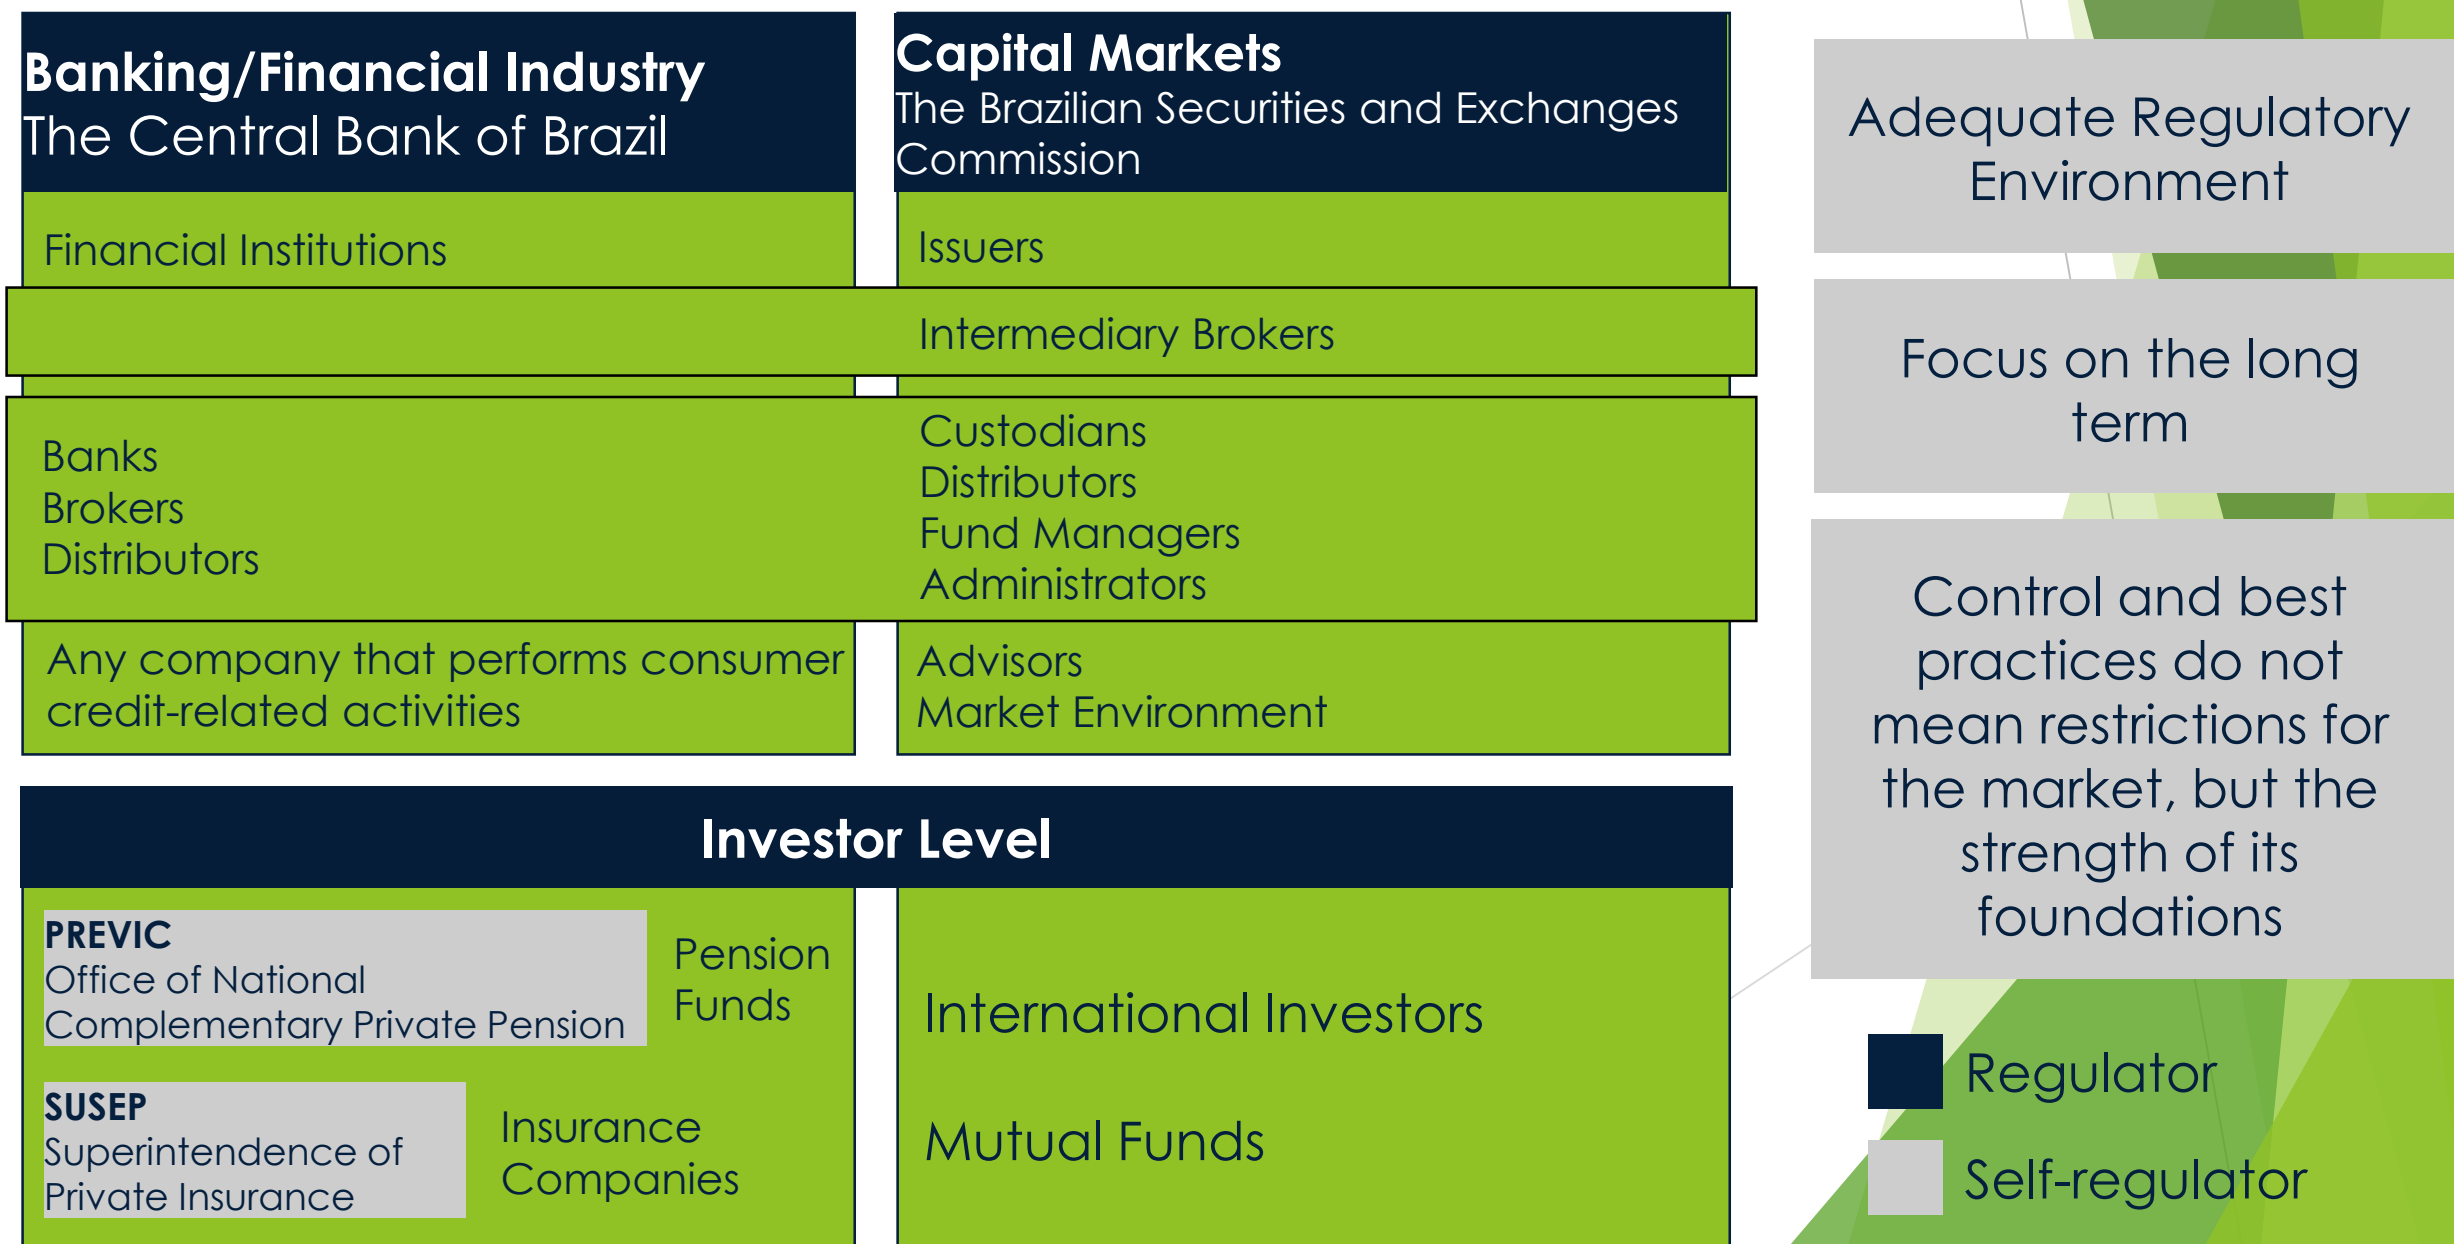 Banking/Financial Industry
The Central Bank of Brazil
Financial Institutions
Banks
Brokers
Distributors
Any company that performs consumer
credit-related activities
Capital Markets
The Brazilian Securities and Exchanges
Commission
Issuers
Intermediary Brokers
Custodians
Distributors
Fund Managers
Administrators
Advisors
Market Environment
Investor Level
PREVIC
Office of National
Complementary Private Pension
Pension
Funds
SUSEP
Superintendence of
Private Insurance
Insurance
Companies
International Investors
Mutual Funds
Adequate Regulatory
Environment
Focus on the long
term
Control and best
practices do not
mean restrictions for
the market, but the
strength of its
foundations
Regulator
Self-regulator